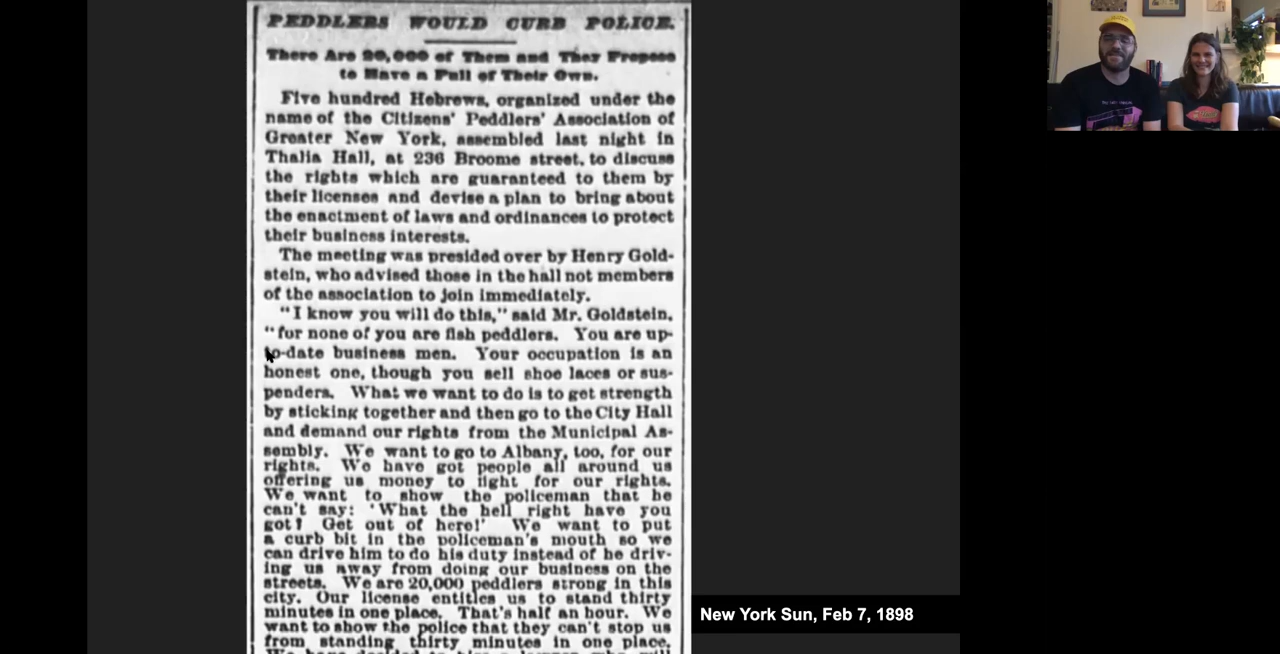 PEDDLERS WOULD CURB POLICE.
There Are 20,000 of Them and They Propose
to Have a Pull of Their Own.
Five hundred Hebrews, organized under the
name of the Citizens' Peddlers' Association of
Greater New York, assembled last night in
Thalia Hall, at 236 Broome street, to discuss
the rights which are guaranteed to them by
their licenses and devise a plan to bring about
the enactment of laws and ordinances to protect
their business interests.
The meeting was presided over by Henry Gold-
stein, who advised those in the hall not members
of the association to join immediately.
"I know you will do this," said Mr. Goldstein,
"for none of you are fish peddlers. You are up-
to-date business men. Your occupation is an
honest one, though you sell shoe laces or sus-
penders. What we want to do is to get strength
by sticking together and then go to the City Hall
and demand our rights from the Municipal As-
sembly. We want to go to Albany, too, for our
rights. We have got people all around us
offering us money to fight for our rights.
We want to show the policeman that he
can't say: 'What the hell right have you
got? Get out of here!' We want to put
a curb bit in the policeman's mouth so we
can drive him to do his duty instead of he driv-
ing us away from doing our business on the
streets. We are 20,000 peddlers strong in this
city. Our license entitles us to stand thirty
minutes in one place. That's half an hour. We
want to show the police that they can't stop us
from standing thirty minutes in one place.
New York Sun, Feb 7, 1898